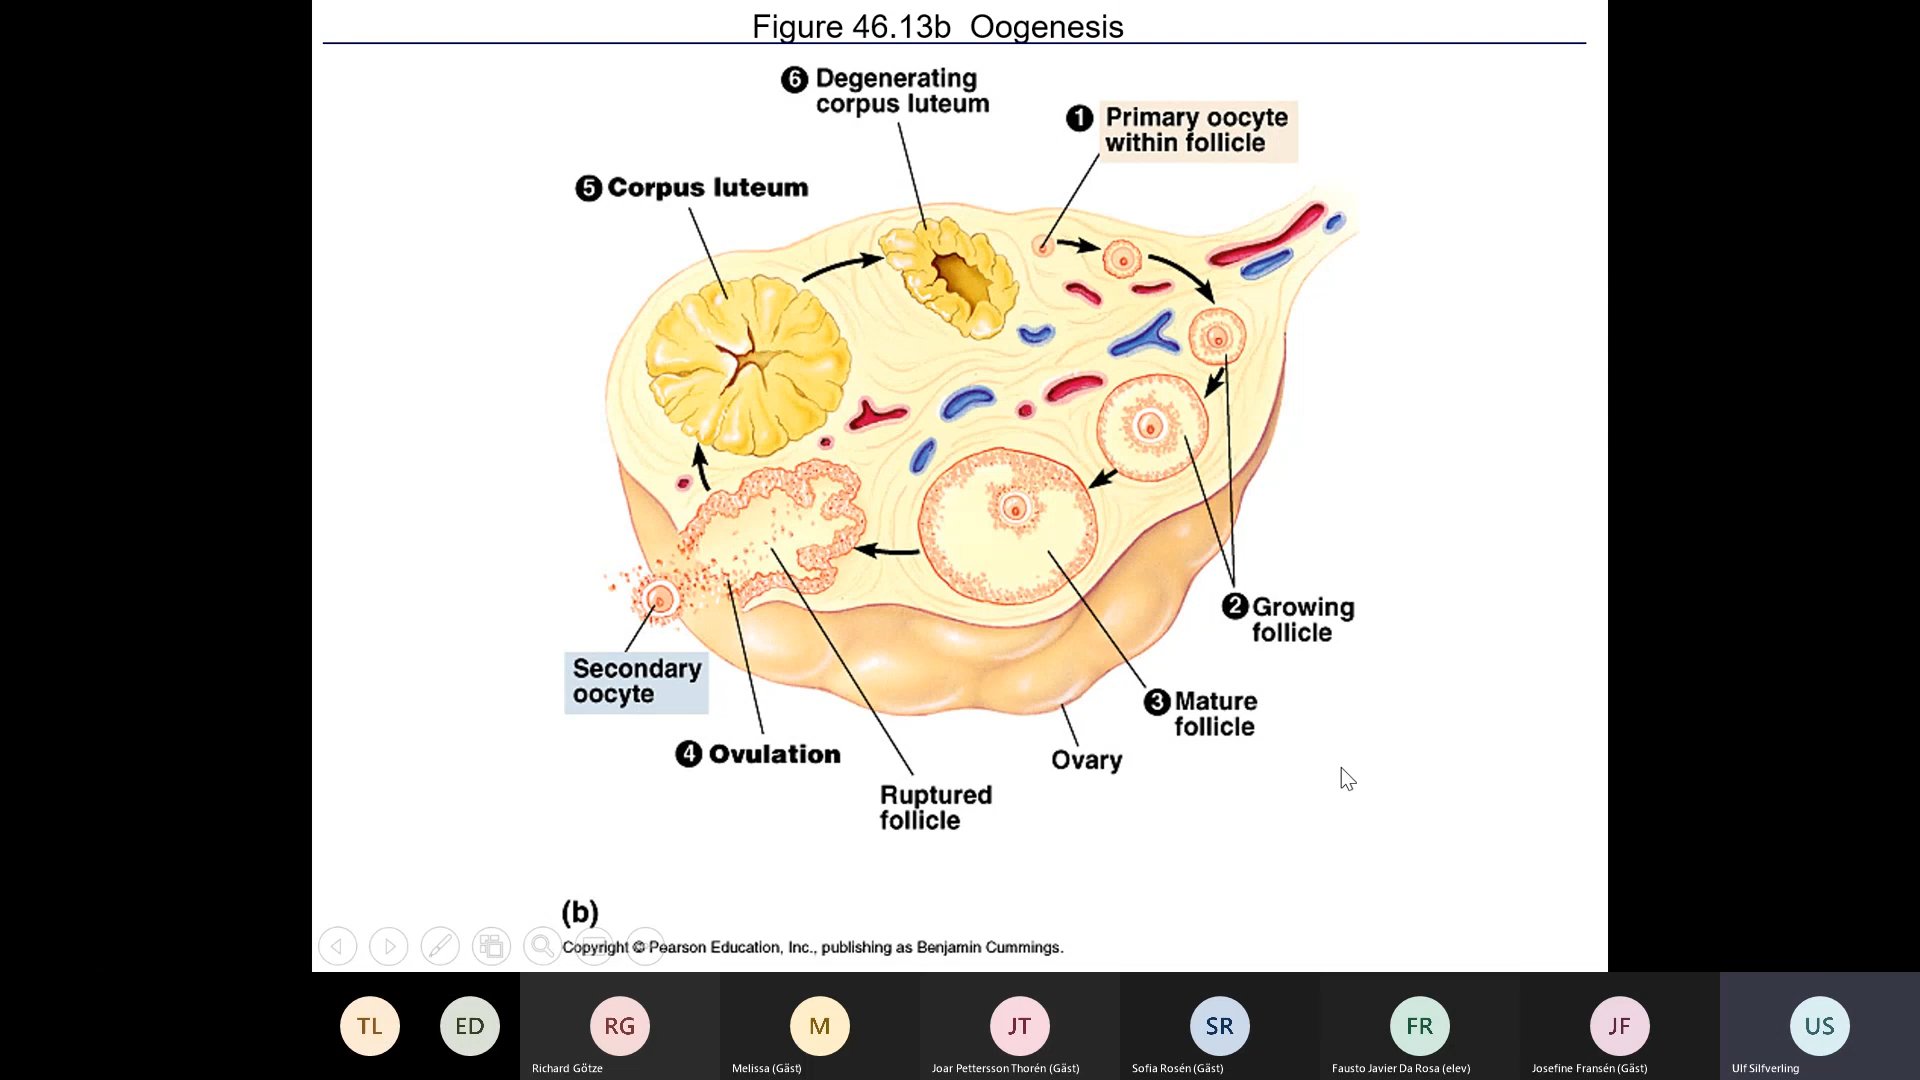 Figure 46.13b  Oogenesis
6 Degenerating
corpus luteum
1 Primary oocyte
within follicle
5 Corpus luteum
2 Growing
follicle
Secondary
oocyte
3 Mature
follicle
4 Ovulation
Ovary
Ruptured
follicle
(b)
Copyright © Pearson Education, Inc., publishing as Benjamin Cummings.
TL
ED
RG
M
JT
SR
FR
JF
US
Richard Götze
Melissa (Gäst)
Joar Pettersson Thorén (Gäst)
Sofia Rosén (Gäst)
Fausto Javier Da Rosa (elev)
Josefine Fransén (Gäst)
Ulf Silfverling